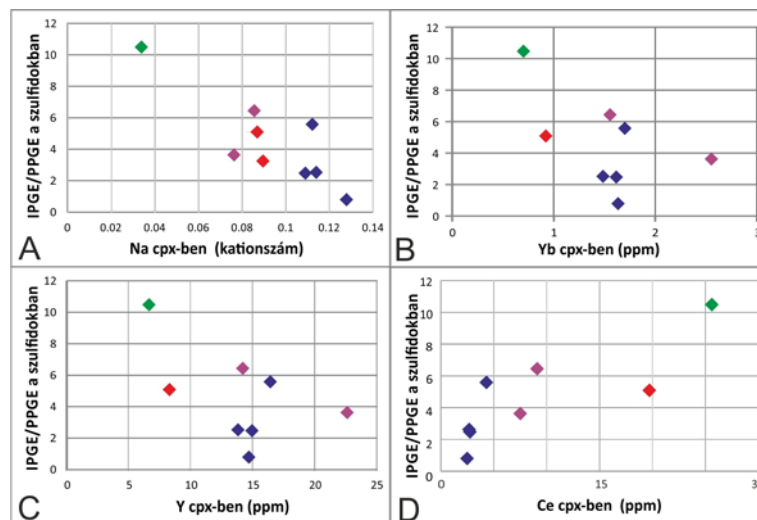 12
10
8
6
4
2
0
0 0.02 0.04 0.06 0.08 0.1 0.12 0.14
IPGE/PPGE a szulfidokban
Na cpx-ben (kationszám)
A
12
10
8
6
4
2
0
0 1 2 3
IPGE/PPGE a szulfidokban
Yb cpx-ben (ppm)
B
12
10
8
6
4
2
0
0 5 10 15 20 25
IPGE/PPGE a szulfidokban
Y cpx-ben (ppm)
C
12
10
8
6
4
2
0
0 15 3
IPGE/PPGE a szulfidokban
Ce cpx-ben (ppm)
D